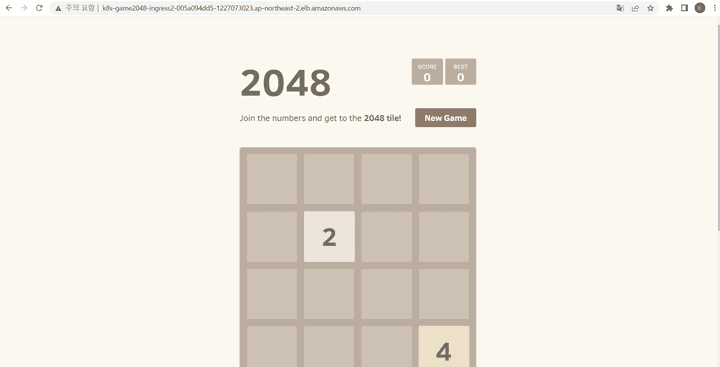 주의 요함 | k8s-game2048-ingress2-005a094dd5-1227073023.ap-northeast-2.elb.amazonaws.com
2048
SCORE
0
BEST
0
Join the numbers and get to the 2048 tile!
New Game
2
4